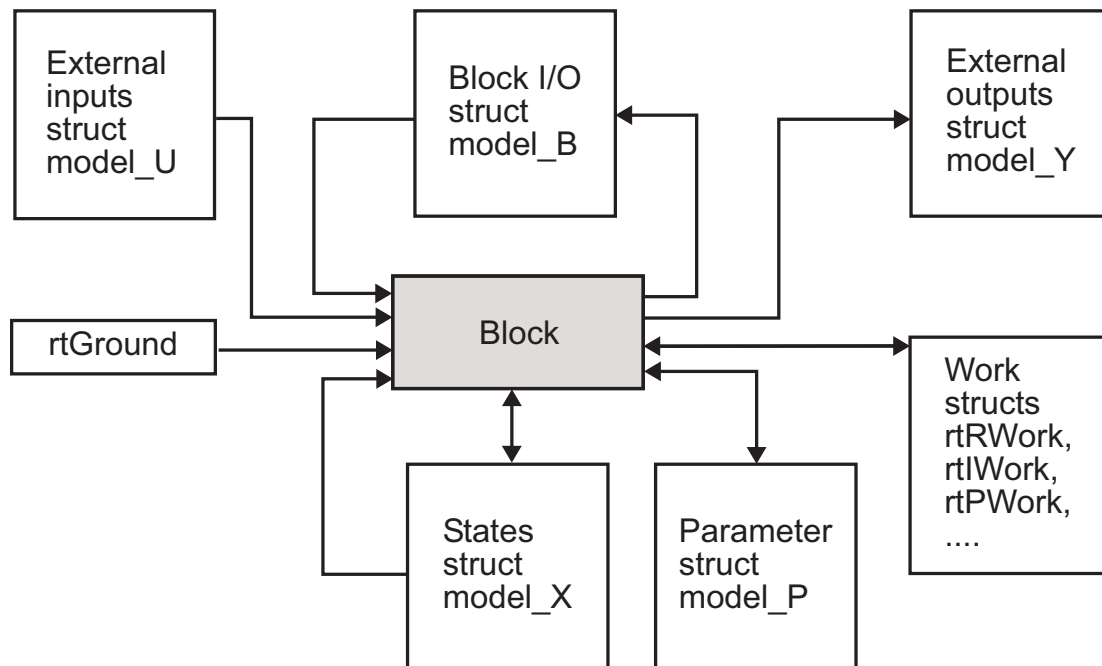 External
inputs
struct
model_U
Block I/O
struct
model_B
External
outputs
struct
model_Y
rtGround
Block
Work
structs
rtRWork,
rtIWork,
rtPWork,
....
States
struct
model_X
Parameter
struct
model_P